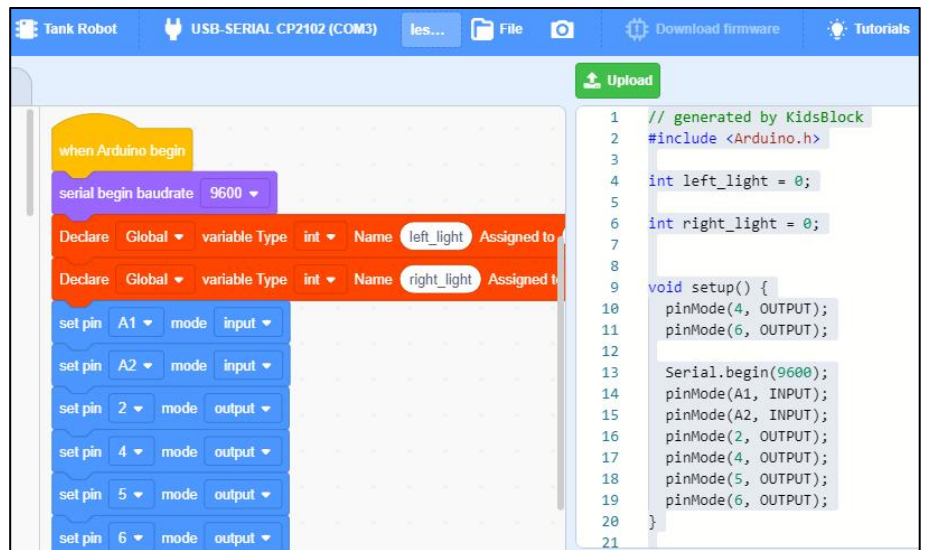 Tank Robot USB-SERIAL CP2102 (COM3) les... File Download firmware Tutorials
Upload
when Arduino begin
serial begin baudrate 9600
Declare Global variable Type int Name left_light Assigned to
Declare Global variable Type int Name right_light Assigned to
set pin A1 mode input
set pin A2 mode input
set pin 2 mode output
set pin 4 mode output
set pin 5 mode output
set pin 6 mode output
1 // generated by KidsBlock
2 #include <Arduino.h>
3
4 int left_light = 0;
5
6 int right_light = 0;
7
8
9 void setup() {
10 pinMode(4, OUTPUT);
11 pinMode(6, OUTPUT);
12
13 Serial.begin(9600);
14 pinMode(A1, INPUT);
15 pinMode(A2, INPUT);
16 pinMode(2, OUTPUT);
17 pinMode(4, OUTPUT);
18 pinMode(5, OUTPUT);
19 pinMode(6, OUTPUT);
20 }
21